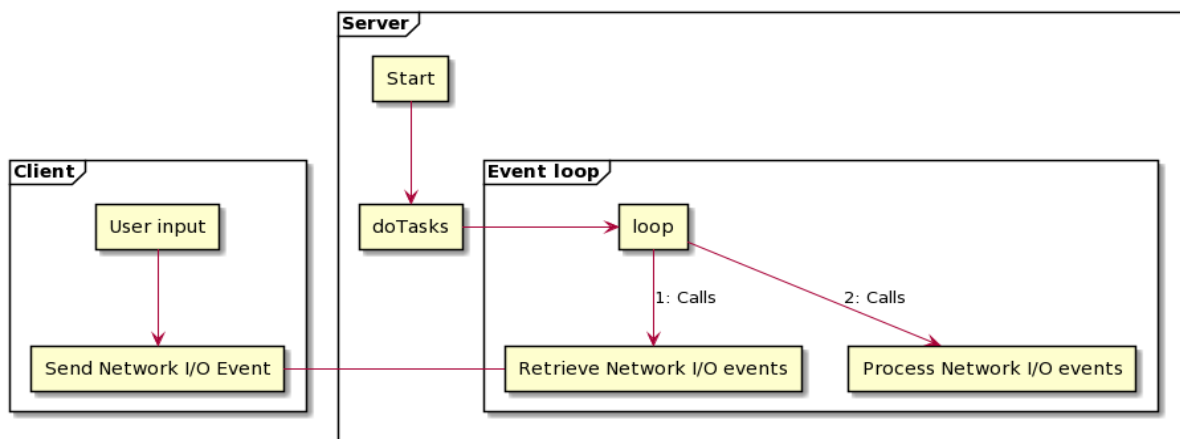 Server
Start
Client
Event loop
User input
doTasks
loop
1: Calls
2: Calls
Send Network I/O Event
Retrieve Network I/O events
Process Network I/O events